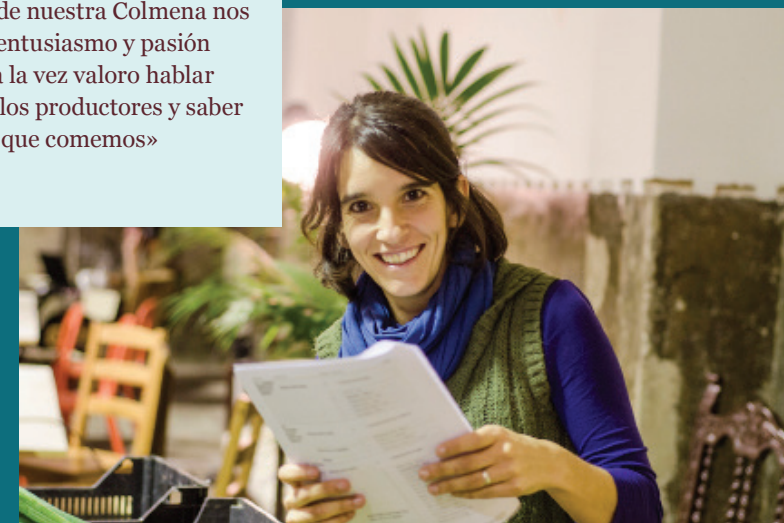 de nuestra Colmena nos
entusiasmo y pasión
a la vez valoro hablar
los productores y saber
que comemos»